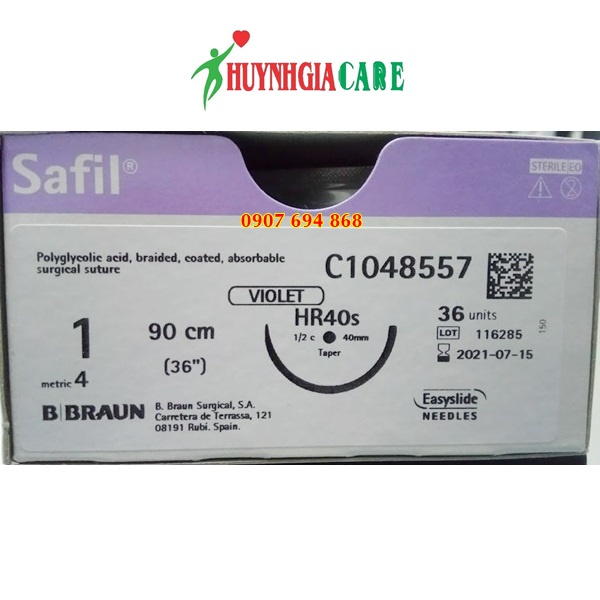 HUYNHGIACARE
Safil®
STERILE EO
0907 694 868
Polyglycolic acid, braided, coated, absorbable
surgical suture
C1048557
VIOLET
1
90 cm
(36")
metric 4
HR40s
1/2 c 40mm
Taper
36 units
LOT 116285
2021-07-15
150
B|BRAUN
B. Braun Surgical, S.A.
Carretera de Terrassa, 121
08191 Rubí. Spain.
Easyslide
NEEDLES